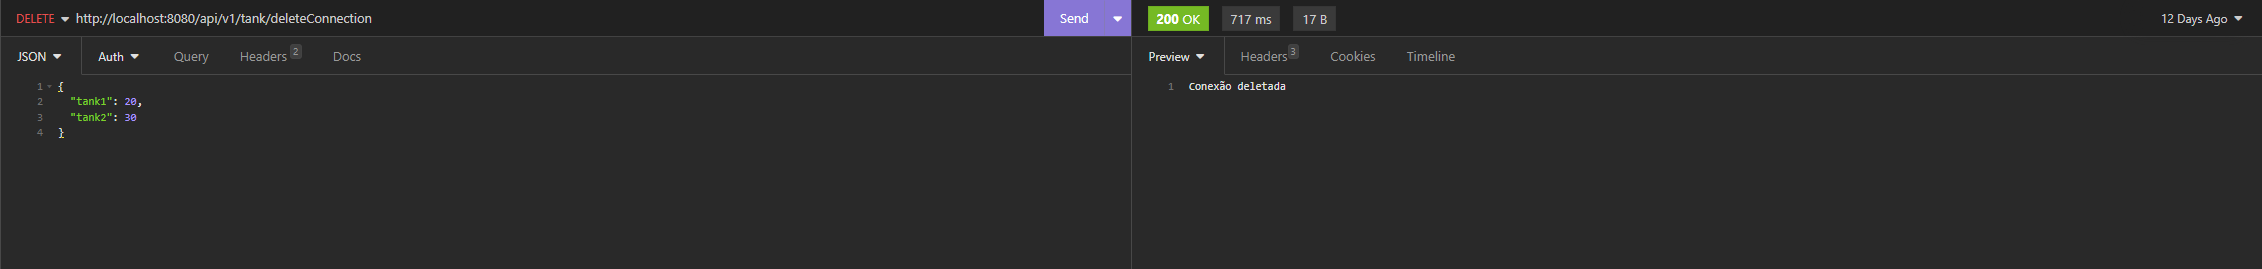 DELETE http://localhost:8080/api/v1/tank/deleteConnection Send 200 OK 717 ms 17 B 12 Days Ago
JSON Auth Query Headers 2 Docs Preview Headers 3 Cookies Timeline
1 {
2 "tank1": 20,
3 "tank2": 30
4 }
1 Conexão deletada